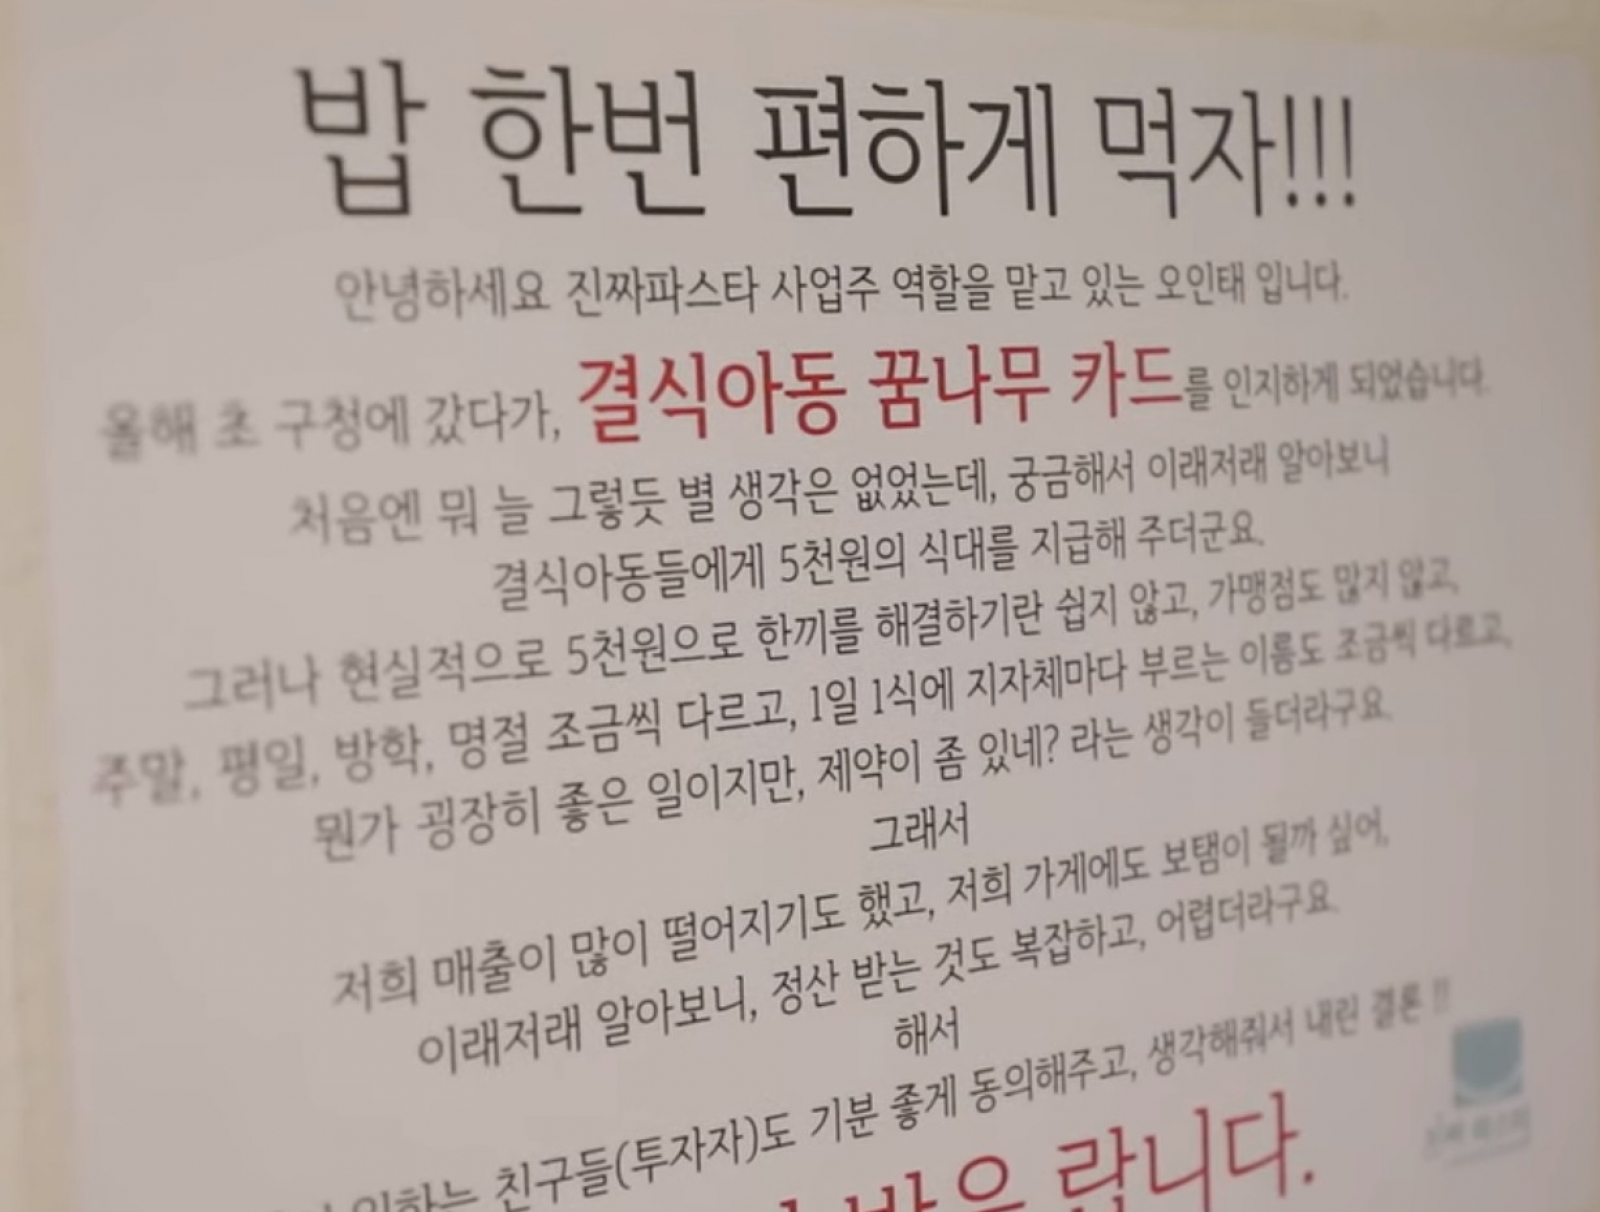 밥 한번 편하게 먹자!!!
안녕하세요 진짜파스타 사업주 역할을 맡고 있는 오인태 입니다.
올해 초 구청에 갔다가, 결식아동 꿈나무 카드를 인지하게 되었습니다.
처음엔 뭐 늘 그렇듯 별 생각은 없었는데, 궁금해서 이래저래 알아보니
결식아동들에게 5천원의 식대를 지급해 주더군요.
그러나 현실적으로 5천원으로 한끼를 해결하기란 쉽지 않고, 가맹점도 많지 않고,
주말, 평일, 방학, 명절 조금씩 다르고, 1일 1식에 지자체마다 부르는 이름도 조금씩 다르고,
뭔가 굉장히 좋은 일이지만, 제약이 좀 있네? 라는 생각이 들더라구요.
그래서
저희 매출이 많이 떨어지기도 했고, 저희 가게에도 보탬이 될까 싶어,
이래저래 알아보니, 정산 받는 것도 복잡하고, 어렵더라구요.
해서
친구들(투자자)도 기분 좋게 동의해주고, 생각해줘서 내린 결론 !!
랍니다.